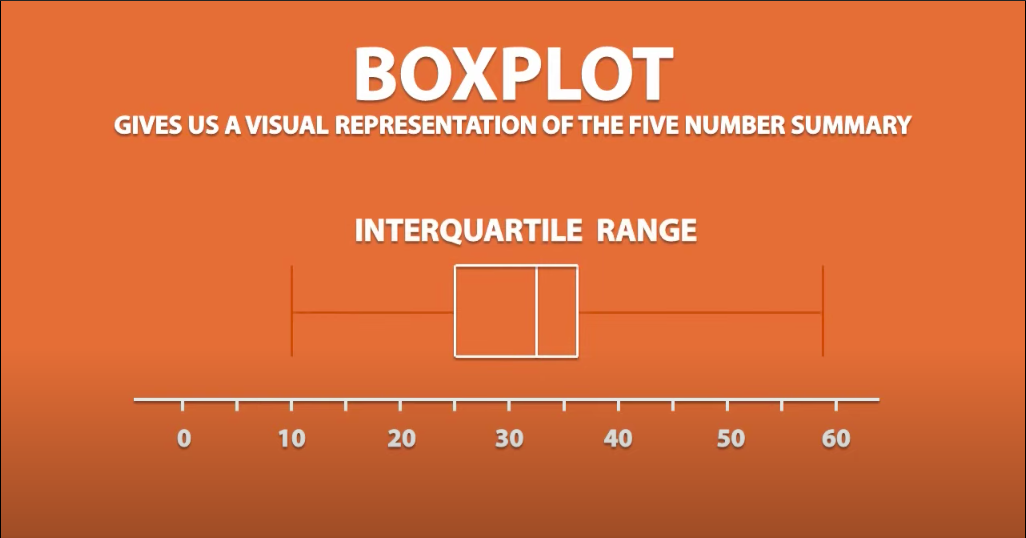 BOXPLOT
GIVES US A VISUAL REPRESENTATION OF THE FIVE NUMBER SUMMARY
INTERQUARTILE RANGE
0 10 20 30 40 50 60